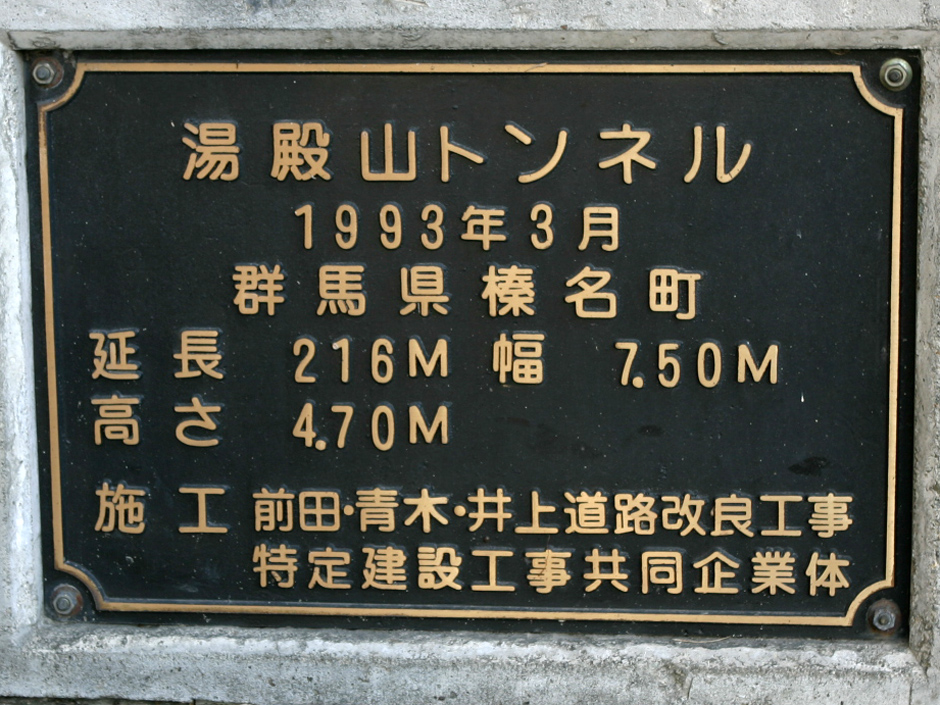 湯殿山トンネル
1993年3月
群馬県榛名町
延長 216M 幅 7.50M
高さ 4.70M
施工 前田・青木・井上道路改良工事
特定建設工事共同企業体